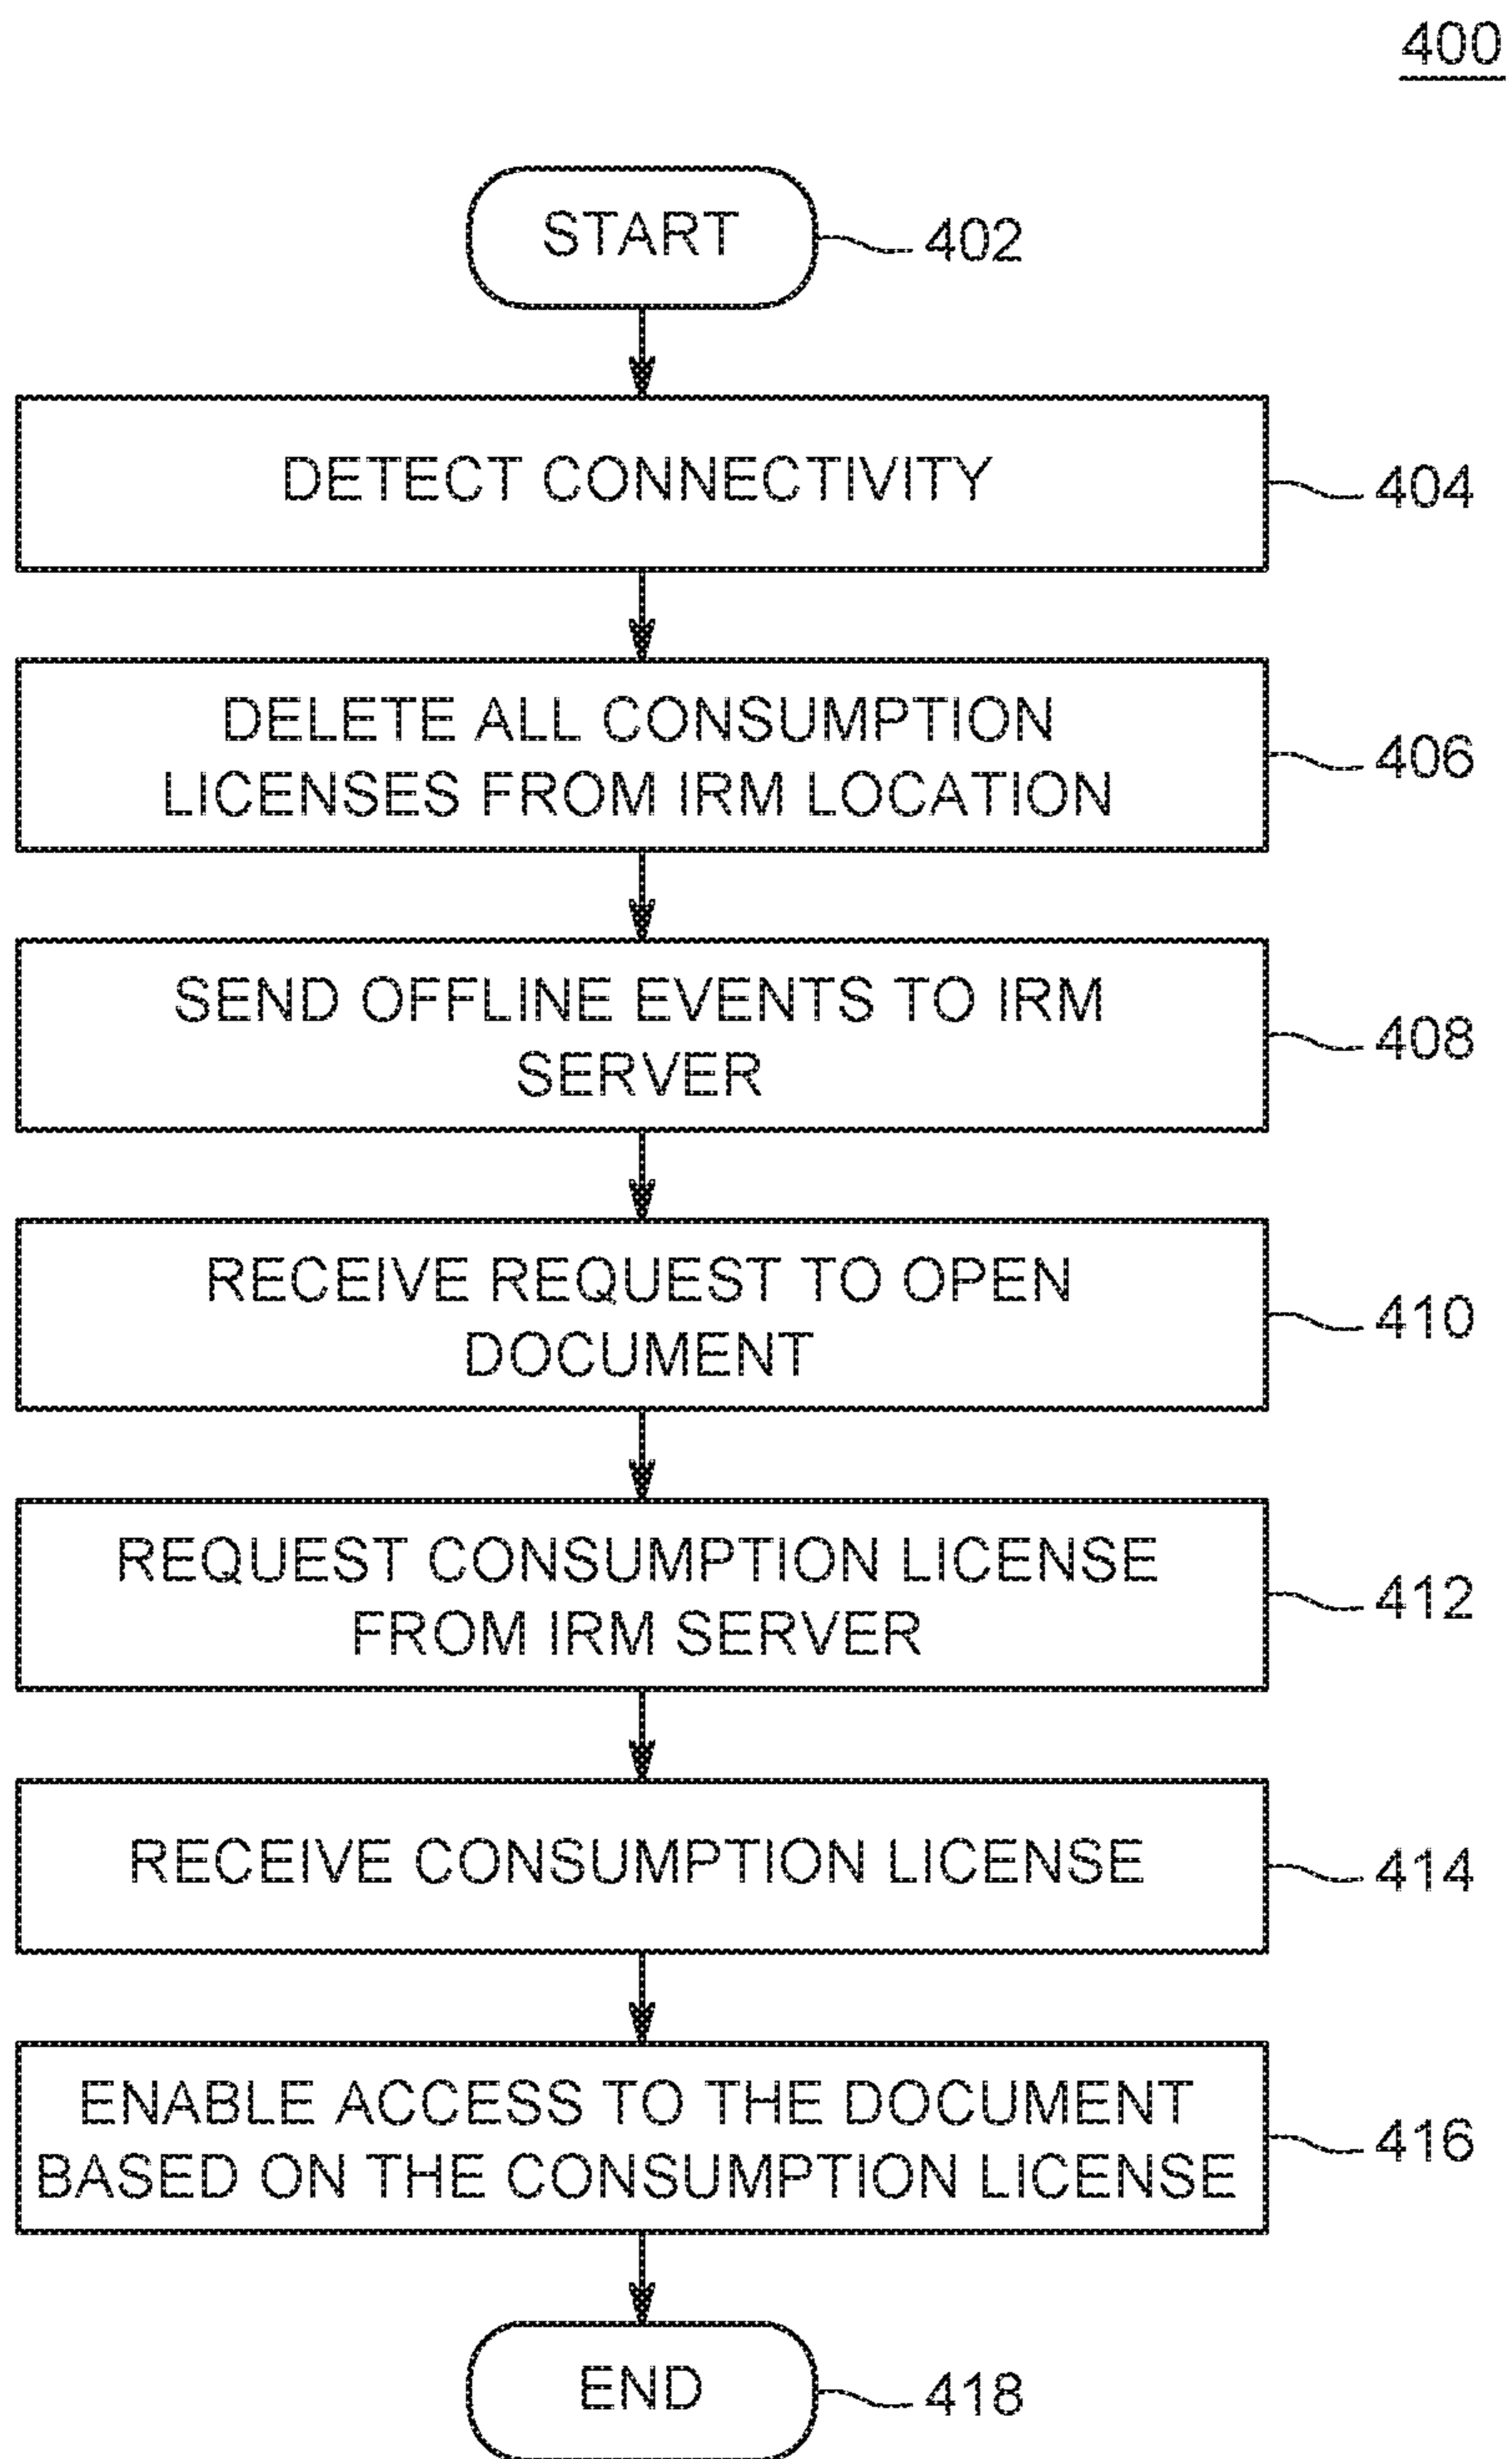 400
START
402
DETECT CONNECTIVITY
404
DELETE ALL CONSUMPTION
LICENSES FROM IRM LOCATION
406
SEND OFFLINE EVENTS TO IRM
SERVER
408
RECEIVE REQUEST TO OPEN
DOCUMENT
410
REQUEST CONSUMPTION LICENSE
FROM IRM SERVER
412
RECEIVE CONSUMPTION LICENSE
414
ENABLE ACCESS TO THE DOCUMENT
BASED ON THE CONSUMPTION LICENSE
416
END
418